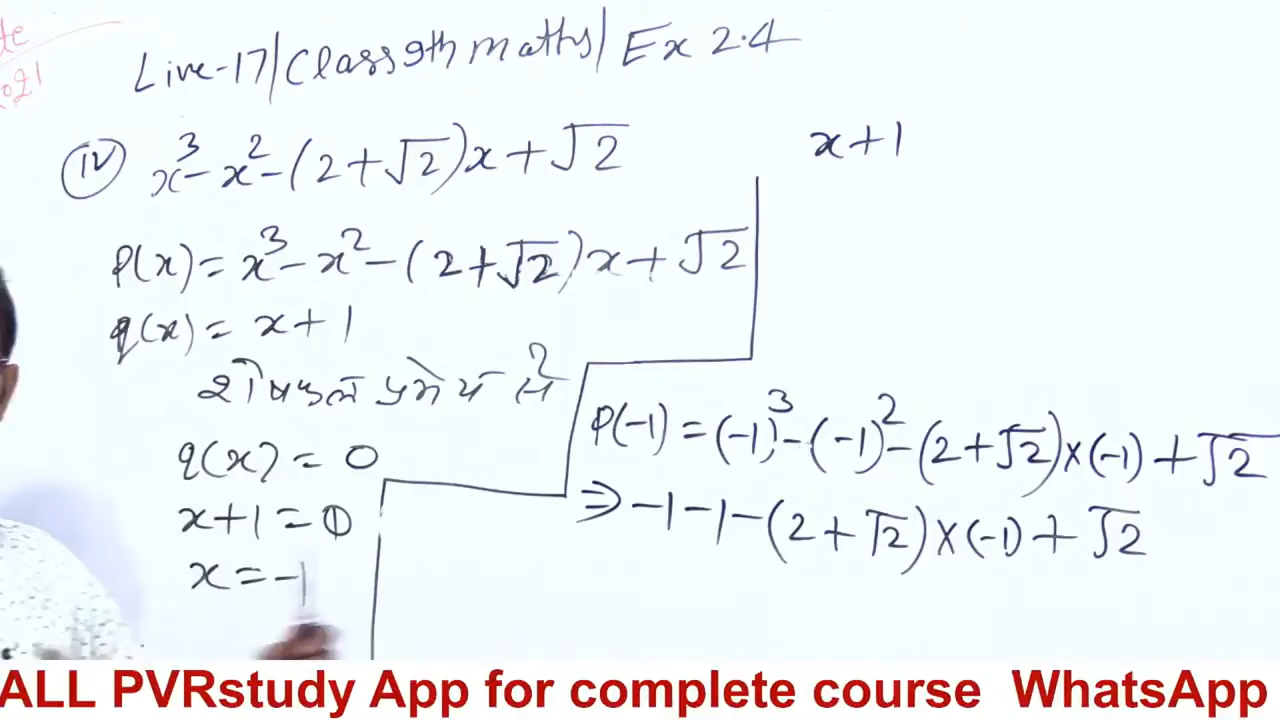 Live-17/Class 9th maths/Ex 2.4
(iv) x³-x²-(2+√2)x+√2 x+1
p(x)=x³-x²-(2+√2)x+√2
q(x)= x+1
q(x)=0
x+1=0
x=-1
p(-1)=(-1)³-(-1)²-(2+√2)×(-1)+√2
⇒-1-1-(2+√2)×(-1)+√2
ALL PVRstudy App for complete course WhatsApp